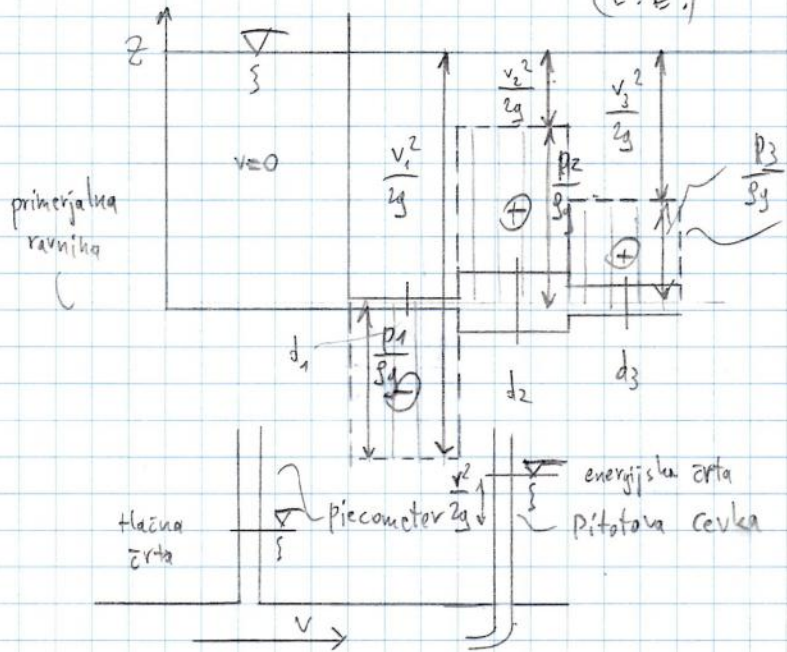 (E.Č.)
Z
v=0
v₁²/2g
v₂²/2g
v₃²/2g
p₂/ρg
p₃/ρg
⊕
⊕
primerjalna
ravnina
d₁
p₁/ρg
⊖
d₂
d₃
tlačna
črta
piecometer
v²/2g
energijska črta
pitotova cevka
v